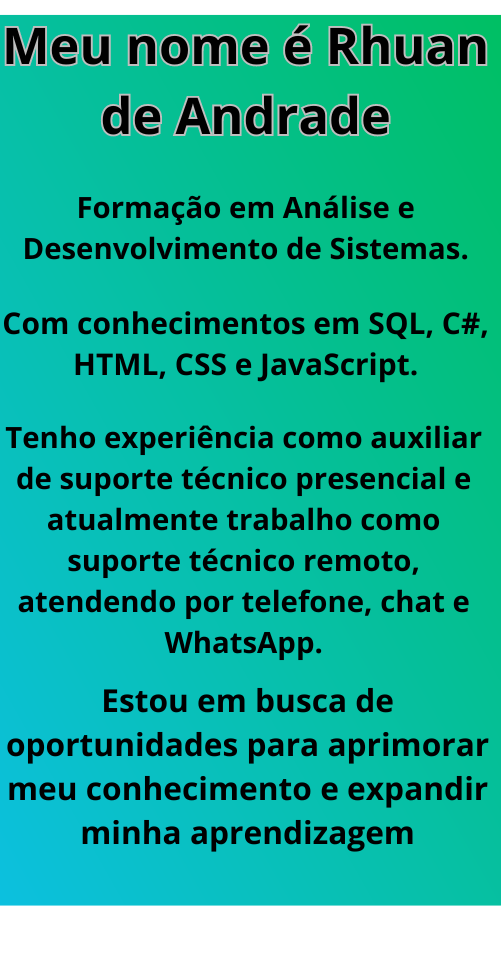 Meu nome é Rhuan
de Andrade
Formação em Análise e
Desenvolvimento de Sistemas.
Com conhecimentos em SQL, C#,
HTML, CSS e JavaScript.
Tenho experiência como auxiliar
de suporte técnico presencial e
atualmente trabalho como
suporte técnico remoto,
atendendo por telefone, chat e
WhatsApp.
Estou em busca de
oportunidades para aprimorar
meu conhecimento e expandir
minha aprendizagem